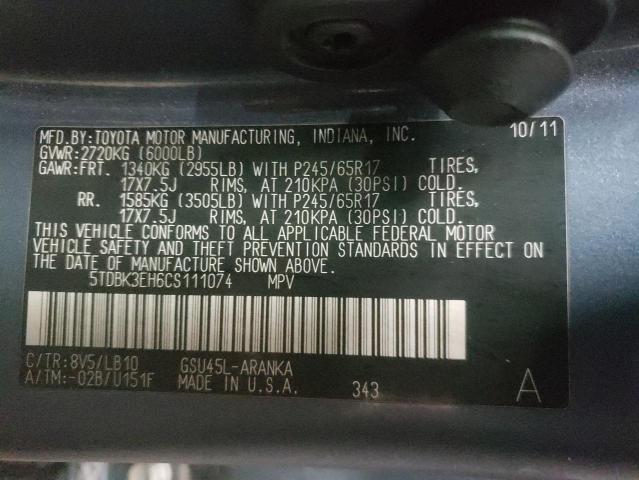 MFD.BY:TOYOTA MOTOR MANUFACTURING, INDIANA, INC. 10/11
GVWR:2720KG (6000LB)
GAWR:FRT. 1340KG (2955LB) WITH P245/65R17 TIRES,
17X7.5J RIMS, AT 210KPA (30PSI) COLD.
RR. 1585KG (3505LB) WITH P245/65R17 TIRES,
17X7.5J RIMS, AT 210KPA (30PSI) COLD.
THIS VEHICLE CONFORMS TO ALL APPLICABLE FEDERAL MOTOR
VEHICLE SAFETY AND THEFT PREVENTION STANDARDS IN EFFECT ON
THE DATE OF MANUFACTURE SHOWN ABOVE.
5TDBK3EH6CS111074 MPV
C/TR:8V5/LB10 GSU45L-ARANKA
A/TM:-02B/U151F MADE IN U.S.A. 343 A